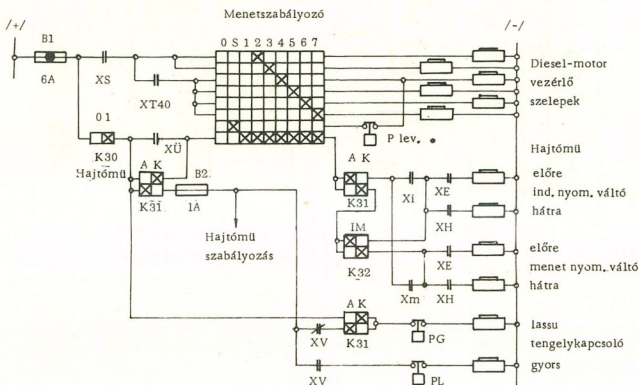 Menetszabályozó
/+/
/-/
B1
6A
XS
XT40
0 S 1 2 3 4 5 6 7
Diesel-motor
vezérlő
szelepek
P lev.
0 1
K30
Hajtómű
XÜ
A K
K31
B2
1A
Hajtómü
szabályozás
A K
K31
Xi
XE
XH
IM
K32
Xm
XE
XH
Hajtómü
előre
ind. nyom. váltó
hátra
előre
menet nyom. váltó
hátra
A K
K31
XV
PG
lassu
tengelykapcsoló
gyors
XV
PL